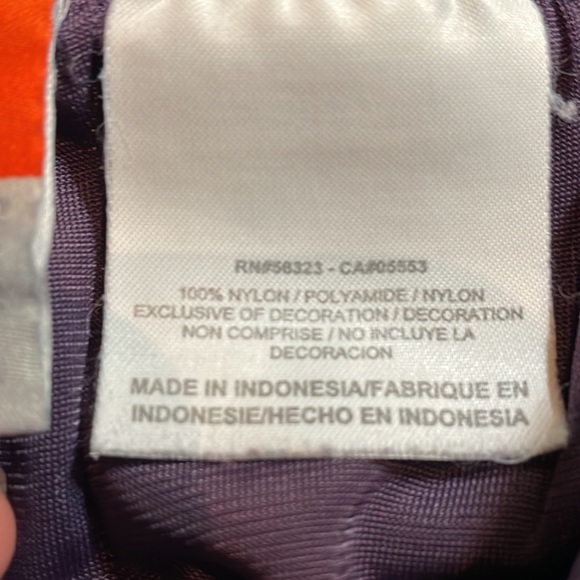 RN#56323 - CA#05553
100% NYLON / POLYAMIDE / NYLON
EXCLUSIVE OF DECORATION / DECORATION
NON COMPRISE / NO INCLUYE LA
DECORACION
MADE IN INDONESIA/FABRIQUE EN
INDONESIE/HECHO EN INDONESIA